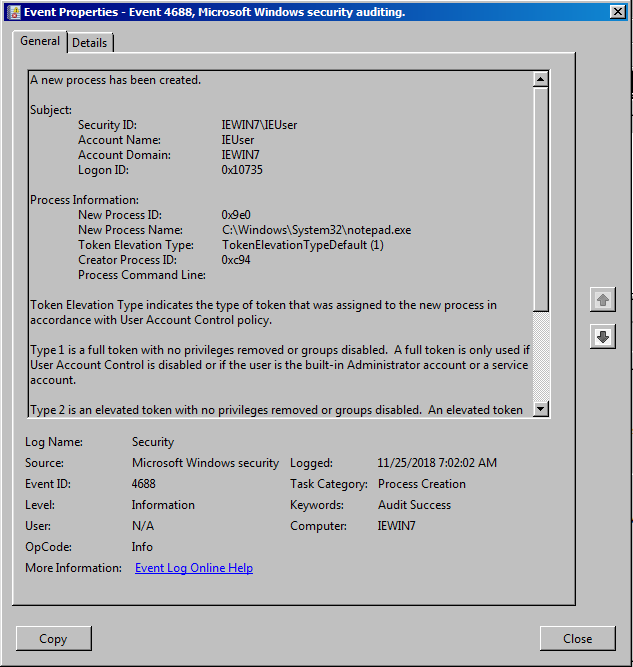 Event Properties - Event 4688, Microsoft Windows security auditing.
General Details
A new process has been created.
Subject:
Security ID: IEWIN7\IEUser
Account Name: IEUser
Account Domain: IEWIN7
Logon ID: 0x10735
Process Information:
New Process ID: 0x9e0
New Process Name: C:\Windows\System32\notepad.exe
Token Elevation Type: TokenElevationTypeDefault (1)
Creator Process ID: 0xc94
Process Command Line:
Token Elevation Type indicates the type of token that was assigned to the new process in
accordance with User Account Control policy.
Type 1 is a full token with no privileges removed or groups disabled.  A full token is only used if
User Account Control is disabled or if the user is the built-in Administrator account or a service
account.
Type 2 is an elevated token with no privileges removed or groups disabled.  An elevated token
Log Name: Security
Source: Microsoft Windows security Logged: 11/25/2018 7:02:02 AM
Event ID: 4688 Task Category: Process Creation
Level: Information Keywords: Audit Success
User: N/A Computer: IEWIN7
OpCode: Info
More Information: Event Log Online Help
Copy Close